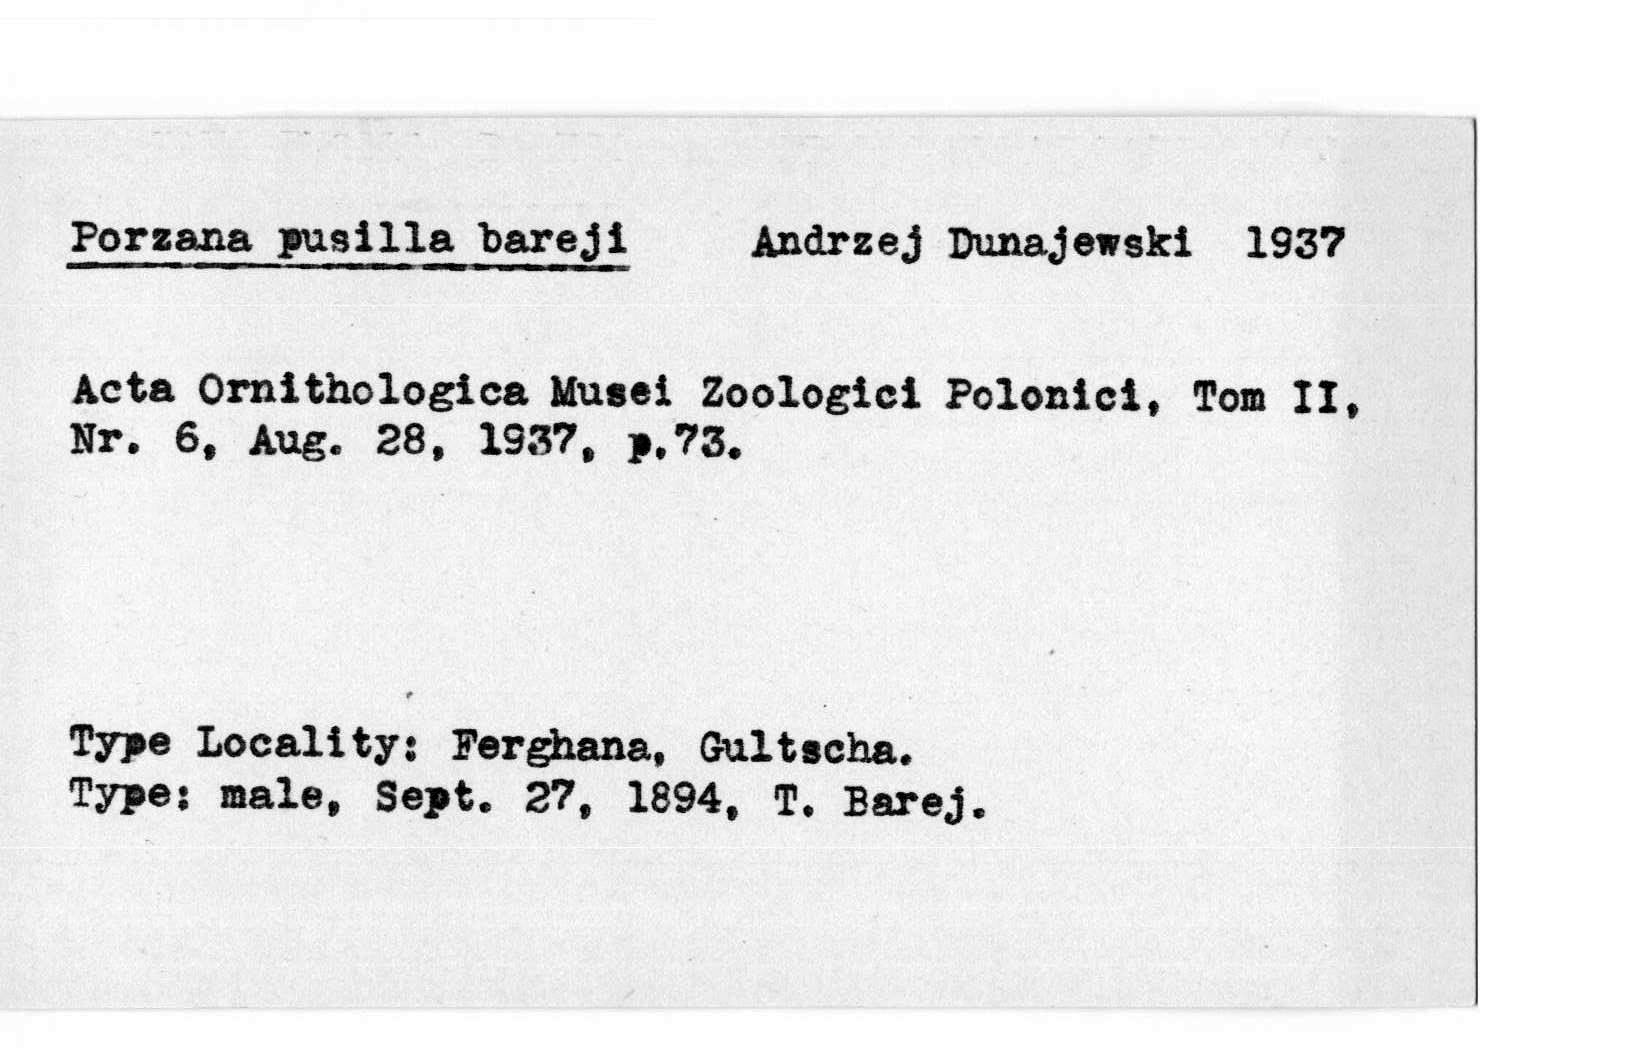 Porzana pusilla bareji Andrzej Dunajewski 1937
Acta Ornithologica Musei Zoologici Polonici, Tom II,
Nr. 6, Aug. 28, 1937, p.73.
Type Locality: Ferghana, Gultscha.
Type: male, Sept. 27, 1894, T. Barej.